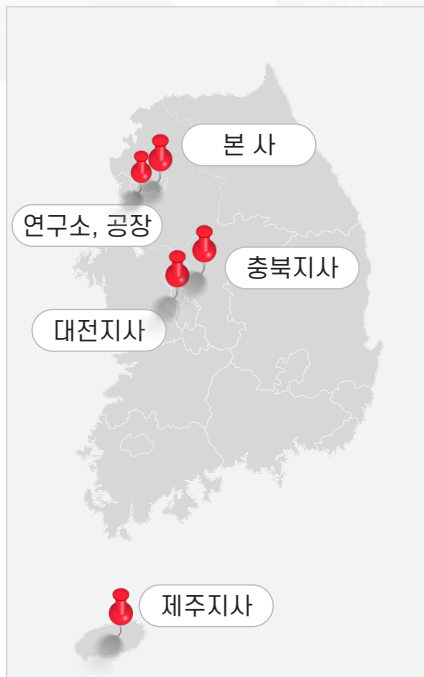 본 사
연구소, 공장
충북지사
대전지사
제주지사